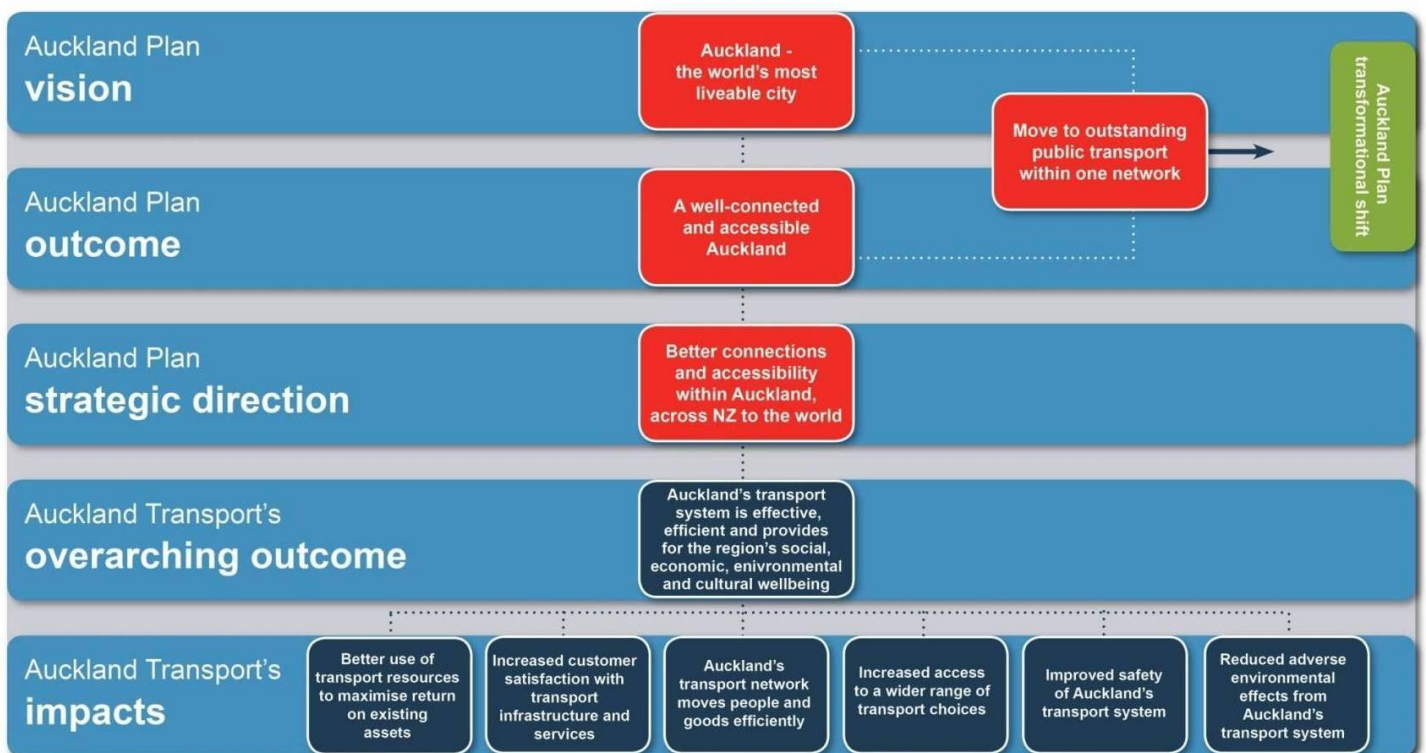 Auckland Plan
vision
Auckland -
the world's most
liveable city
Move to outstanding
public transport
within one network
Auckland Plan
transformational shift
Auckland Plan
outcome
A well-connected
and accessible
Auckland
Auckland Plan
strategic direction
Better connections
and accessibility
within Auckland,
across NZ to the world
Auckland Transport's
overarching outcome
Auckland's transport
system is effective,
efficient and provides
for the region's social,
economic, enivronmental
and cultural wellbeing
Auckland Transport's
impacts
Better use of
transport resources
to maximise return
on existing
assets
Increased customer
satisfaction with
transport
infrastructure and
services
Auckland's
transport network
moves people and
goods efficiently
Increased access
to a wider range of
transport choices
Improved safety
of Auckland's
transport system
Reduced adverse
environmental
effects from
Auckland's
transport system